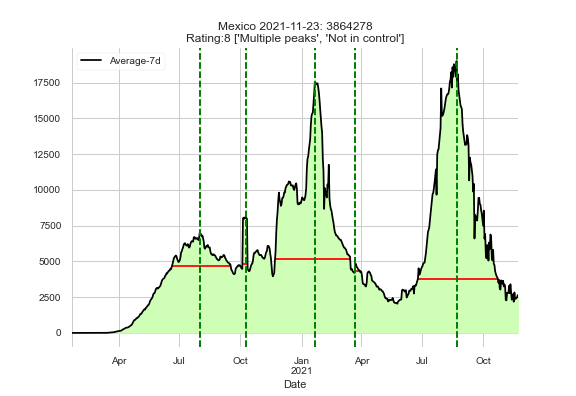 Mexico 2021-11-23: 3864278
Rating:8 ['Multiple peaks', 'Not in control']
Average-7d
17500
15000
12500
10000
7500
5000
2500
0
Apr Jul Oct Jan Apr Jul Oct
2021
Date